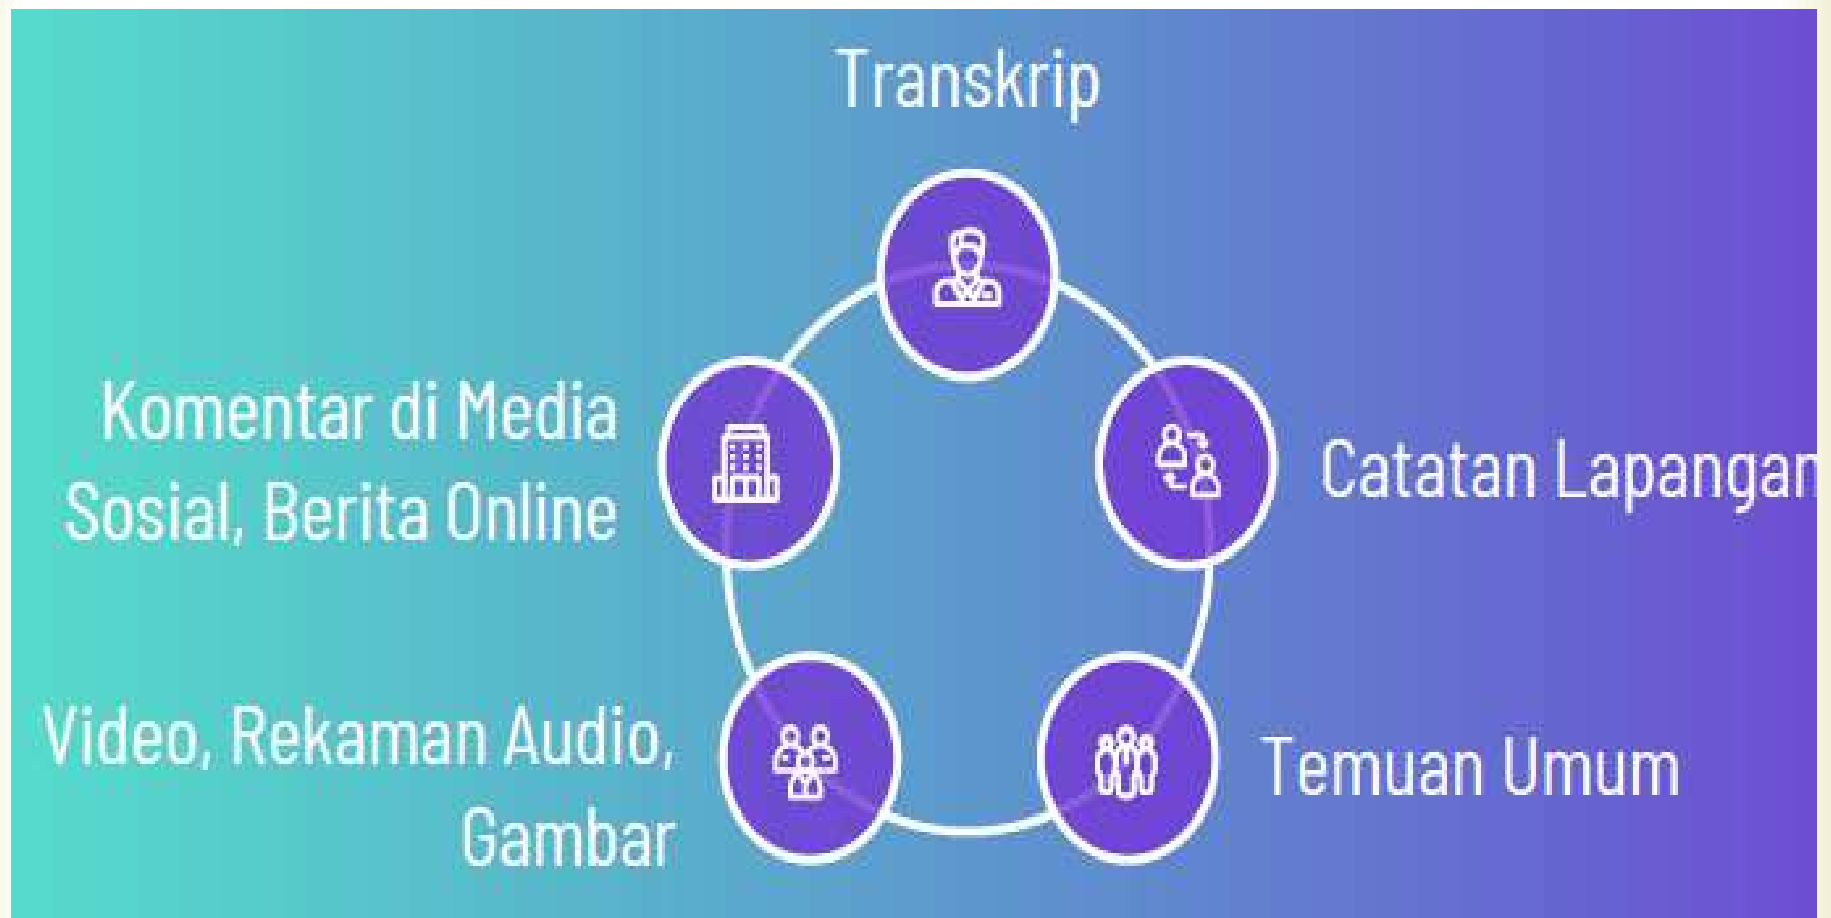 Transkrip
Komentar di Media
Sosial, Berita Online
Catatan Lapangan
Video, Rekaman Audio,
Gambar
Temuan Umum